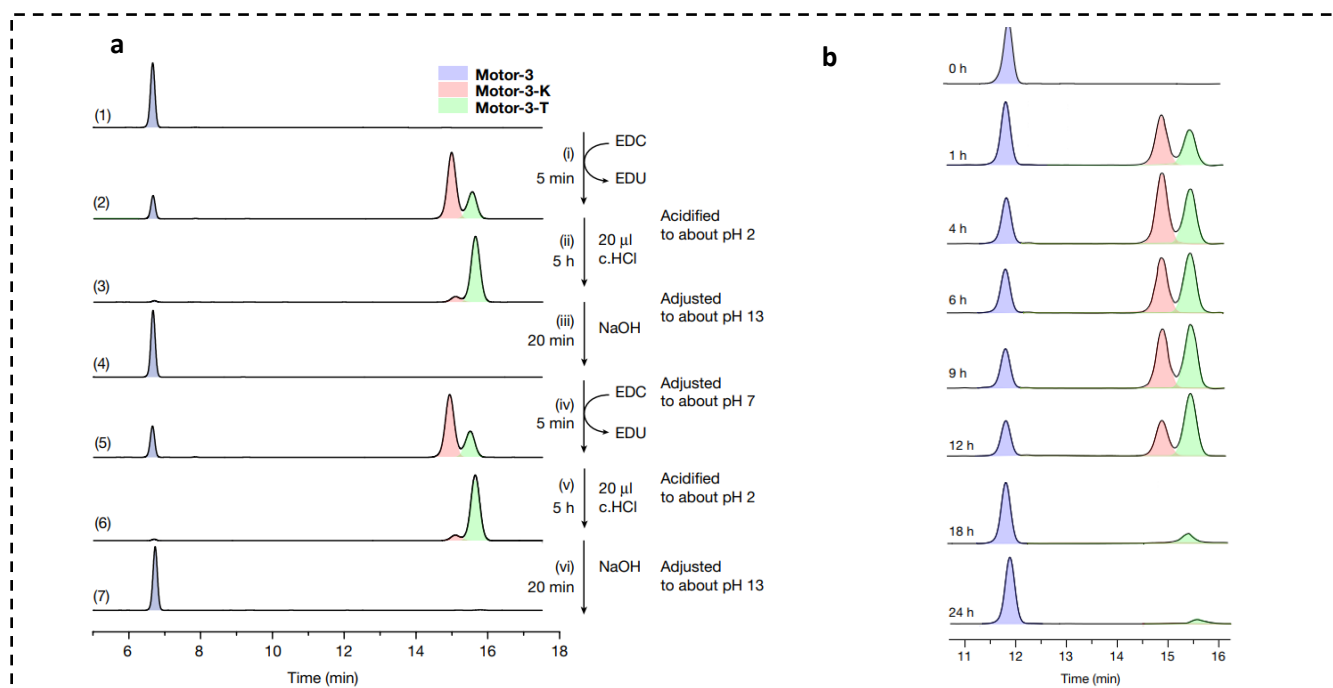 a
Motor-3
Motor-3-K
Motor-3-T
(1)
(i)
5 min
EDC
EDU
(2)
(ii)
5 h
20 µl
c.HCl
Acidified
to about pH 2
(3)
(iii)
20 min
NaOH
Adjusted
to about pH 13
(4)
(iv)
5 min
EDC
EDU
Adjusted
to about pH 7
(5)
(v)
5 h
20 µl
c.HCl
Acidified
to about pH 2
(6)
(vi)
20 min
NaOH
Adjusted
to about pH 13
(7)
6 8 10 12 14 16 18
Time (min)
b
0 h
1 h
4 h
6 h
9 h
12 h
18 h
24 h
11 12 13 14 15 16
Time (min)